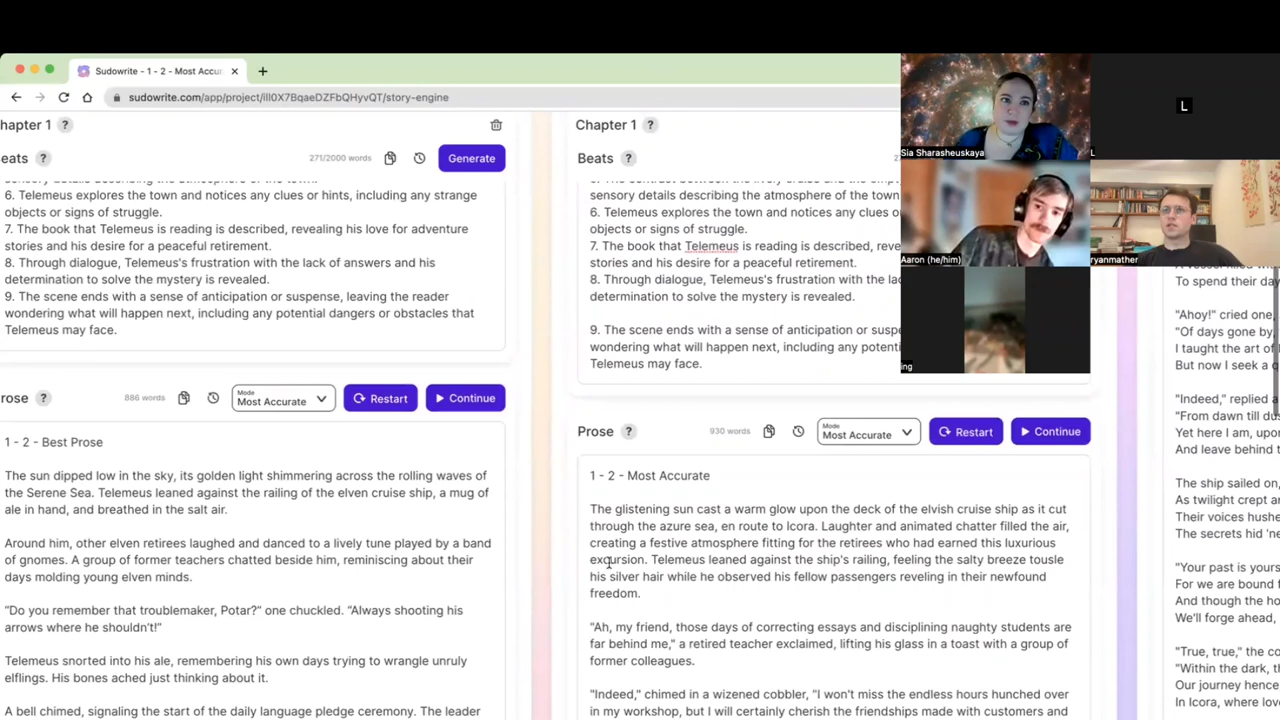 Sudowrite - 1 - 2 - Most Accur
sudowrite.com/app/project/ilI0X7BqaeDZFbQHyvQT/story-engine
hapter 1 ?
eats ?
271/2000 words
Generate
6. Telemeus explores the town and notices any clues or hints, including any strange
objects or signs of struggle.
7. The book that Telemeus is reading is described, revealing his love for adventure
stories and his desire for a peaceful retirement.
8. Through dialogue, Telemeus's frustration with the lack of answers and his
determination to solve the mystery is revealed.
9. The scene ends with a sense of anticipation or suspense, leaving the reader
wondering what will happen next, including any potential dangers or obstacles that
Telemeus may face.
rose ?
886 words
Mode
Most Accurate
Restart
Continue
1 - 2 - Best Prose
The sun dipped low in the sky, its golden light shimmering across the rolling waves of
the Serene Sea. Telemeus leaned against the railing of the elven cruise ship, a mug of
ale in hand, and breathed in the salt air.
Around him, other elven retirees laughed and danced to a lively tune played by a band
of gnomes. A group of former teachers chatted beside him, reminiscing about their
days molding young elven minds.
"Do you remember that troublemaker, Potar?" one chuckled. "Always shooting his
arrows where he shouldn't!"
Telemeus snorted into his ale, remembering his own days trying to wrangle unruly
elflings. His bones ached just thinking about it.
A bell chimed, signaling the start of the daily language pledge ceremony. The leader
Chapter 1 ?
Beats ?
sensory details describing the atmosphere of the town
6. Telemeus explores the town and notices any clues o
objects or signs of struggle.
7. The book that Telemeus is reading is described, reve
stories and his desire for a peaceful retirement.
8. Through dialogue, Telemeus's frustration with the la
determination to solve the mystery is revealed.
9. The scene ends with a sense of anticipation or suspe
wondering what will happen next, including any potenti
Telemeus may face.
Prose ?
930 words
Mode
Most Accurate
Restart
Continue
1 - 2 - Most Accurate
The glistening sun cast a warm glow upon the deck of the elvish cruise ship as it cut
through the azure sea, en route to Icora. Laughter and animated chatter filled the air,
creating a festive atmosphere fitting for the retirees who had earned this luxurious
excursion. Telemeus leaned against the ship's railing, feeling the salty breeze tousle
his silver hair while he observed his fellow passengers reveling in their newfound
freedom.
"Ah, my friend, those days of correcting essays and disciplining naughty students are
far behind me," a retired teacher exclaimed, lifting his glass in a toast with a group of
former colleagues.
"Indeed," chimed in a wizened cobbler, "I won't miss the endless hours hunched over
in my workshop, but I will certainly cherish the friendships made with customers and
Sia Sharasheuskaya
L
L
Aaron (he/him)
ryanmather
ing
To spend their day
"Ahoy!" cried one,
"Of days gone by,
I taught the art of
But now I seek a q
"Indeed," replied a
"From dawn till du
Yet here I am, upo
And leave behind t
The ship sailed on,
As twilight crept a
Their voices hushe
The secrets hid 'ne
"Your past is yours
For we are bound f
And though the ho
We'll forge ahead,
"True, true," the co
"Within the dark, th
Our journey hence
In Icora, where lov